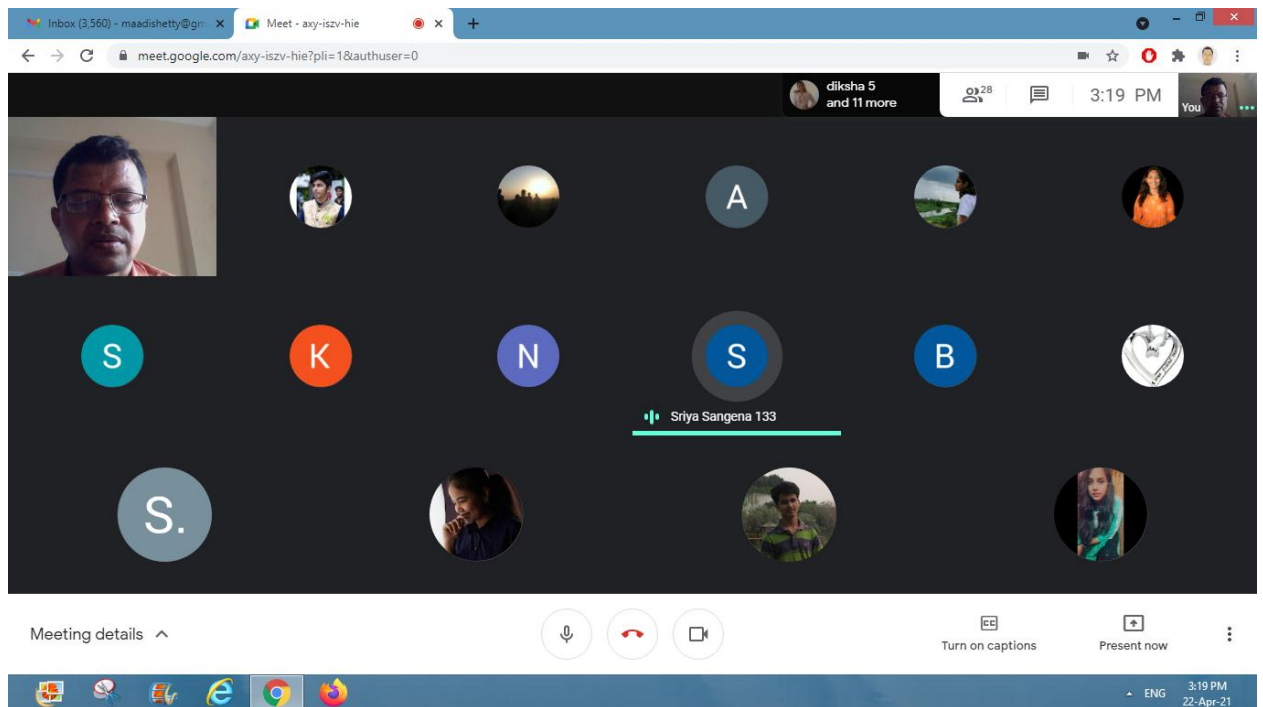 Inbox (3,560) - maadishetty@gm
Meet - axy-iszv-hie
meet.google.com/axy-iszv-hie?pli=1&authuser=0
diksha 5
and 11 more
28
3:19 PM
You
A
S
K
N
S
B
Sriya Sangena 133
S.
Meeting details
CC
Turn on captions
Present now
ENG
3:19 PM
22-Apr-21